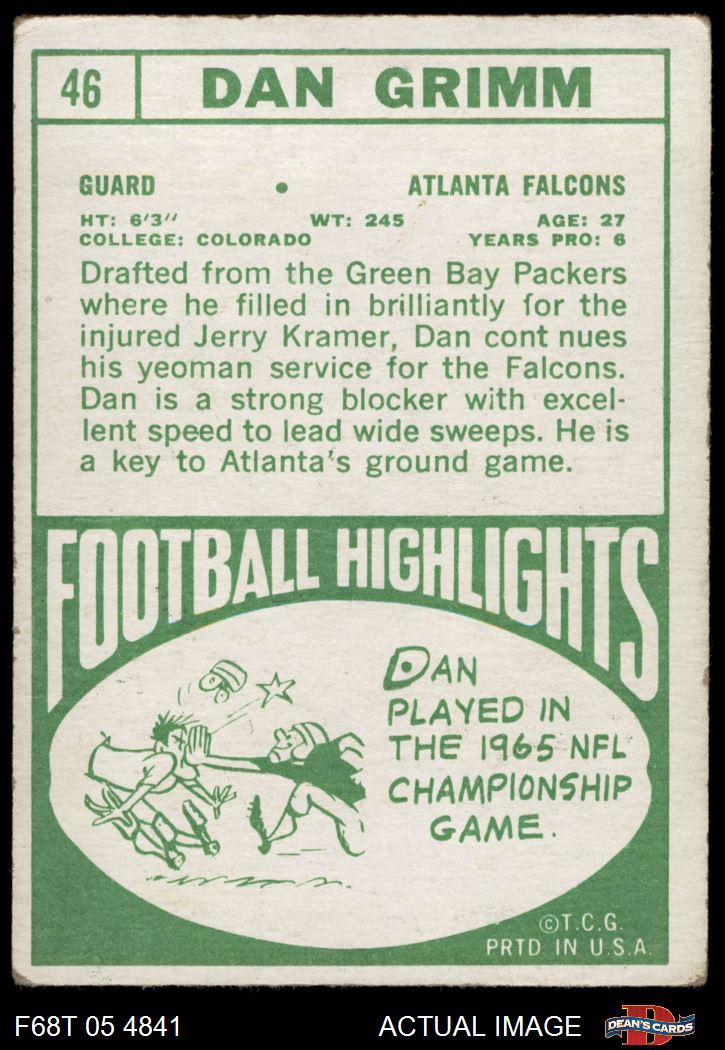 46 DAN GRIMM
GUARD • ATLANTA FALCONS
HT: 6'3" WT: 245 AGE: 27
COLLEGE: COLORADO YEARS PRO: 6
Drafted from the Green Bay Packers
where he filled in brilliantly for the
injured Jerry Kramer, Dan cont nues
his yeoman service for the Falcons.
Dan is a strong blocker with excel-
lent speed to lead wide sweeps. He is
a key to Atlanta's ground game.
FOOTBALL HIGHLIGHTS
DAN
PLAYED IN
THE 1965 NFL
CHAMPIONSHIP
GAME.
©T.C.G.
PRTD. IN U.S.A.
F68T 05 4841 ACTUAL IMAGE D DEAN'S CARDS